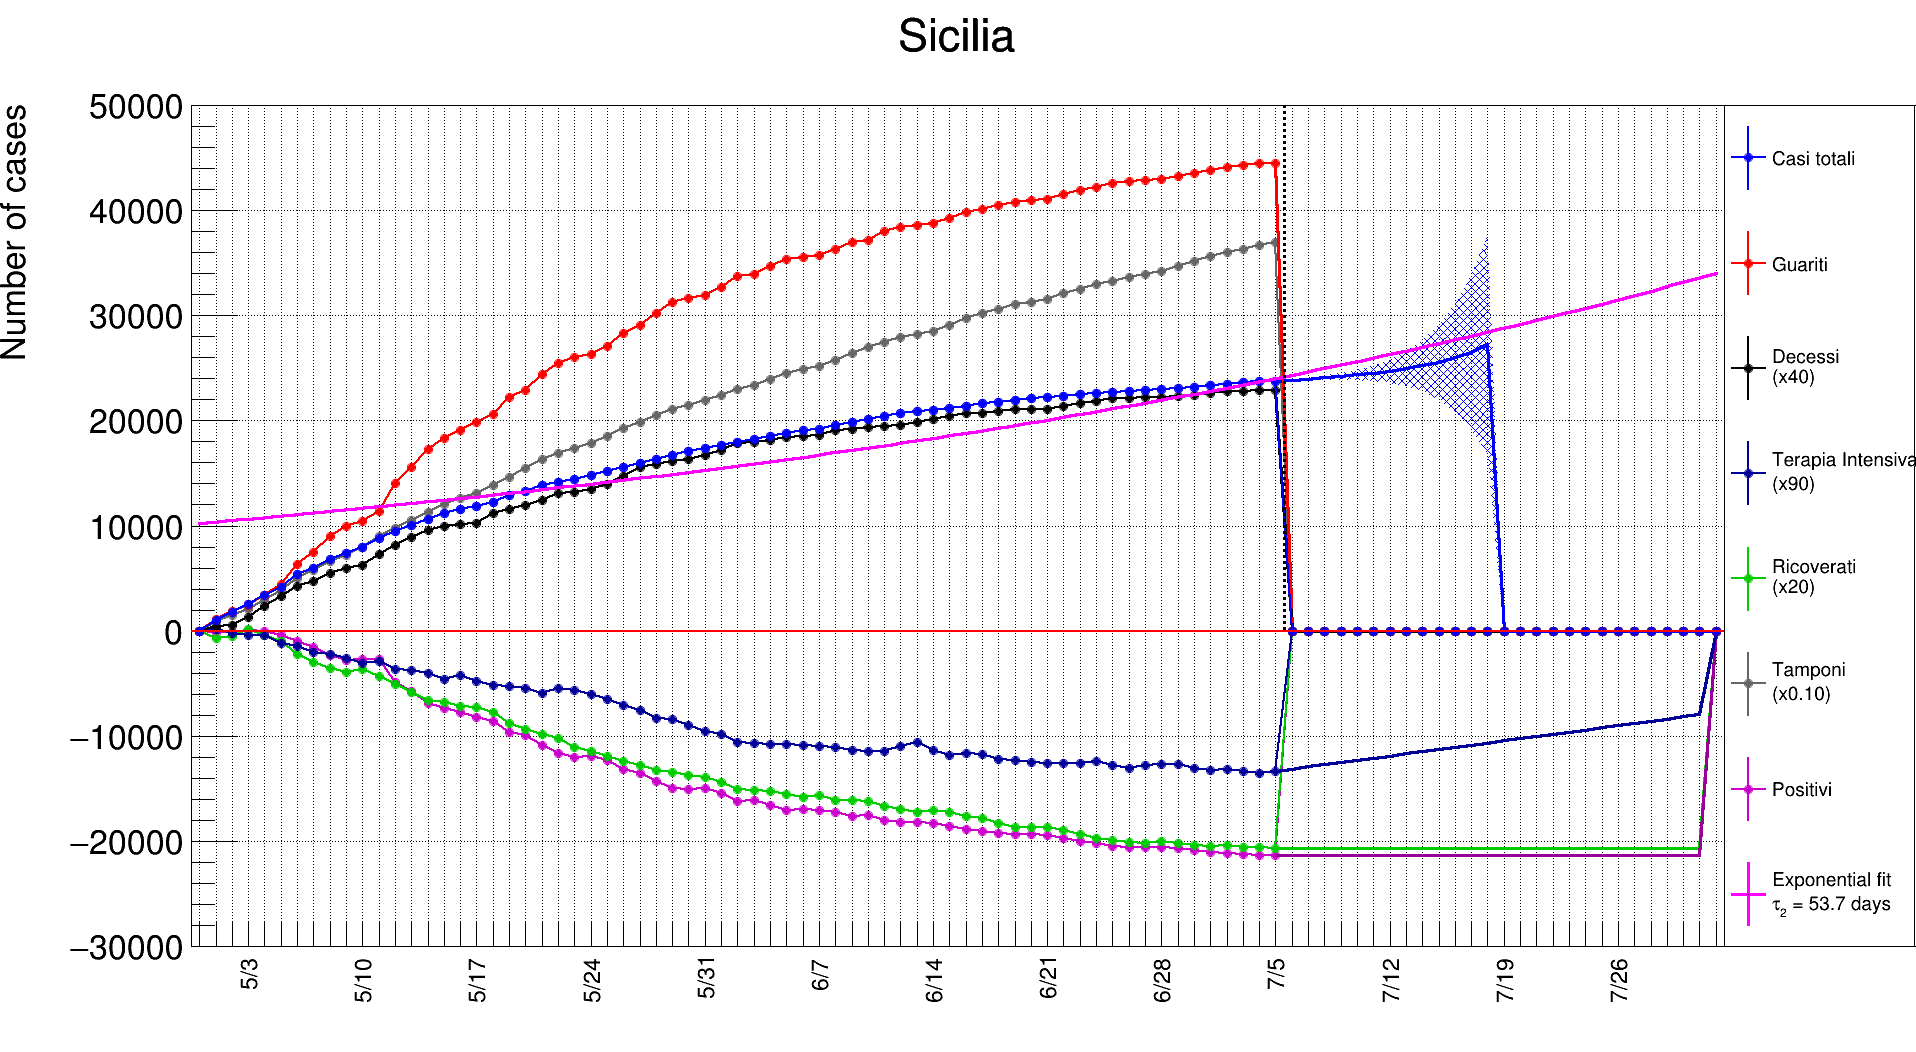 Sicilia
Number of cases
50000
40000
30000
20000
10000
0
−10000
−20000
−30000
5/3
5/10
5/17
5/24
5/31
6/7
6/14
6/21
6/28
7/5
7/12
7/19
7/26
Casi totali
Guariti
Decessi
(x40)
Terapia Intensiva
(x90)
Ricoverati
(x20)
Tamponi
(x0.10)
Positivi
Exponential fit
τ2 = 53.7 days